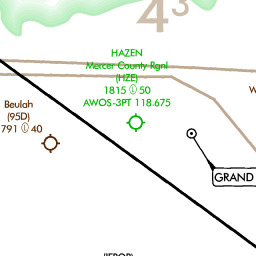 4³
HAZEN
Mercer County Rgnl
(HZE)
1815 Ⓛ 50
AWOS-3PT 118.675
Beulah
(95D)
791 Ⓛ 40
GRAND